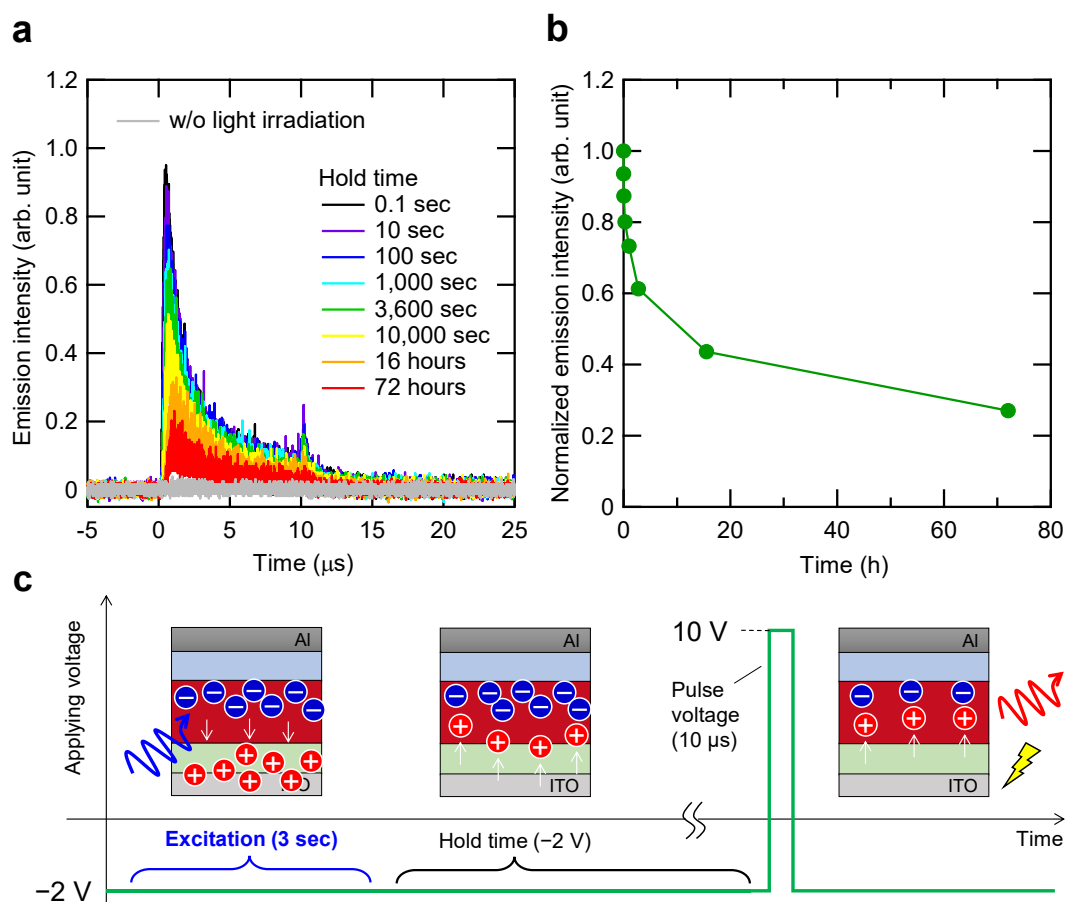 a
1.2
1.0
0.8
0.6
0.4
0.2
0
-5
0
5
10
15
20
25
Emission intensity (arb. unit)
Time (μs)
w/o light irradiation
Hold time
0.1 sec
10 sec
100 sec
1,000 sec
3,600 sec
10,000 sec
16 hours
72 hours
b
1.2
1.0
0.8
0.6
0.4
0.2
0
0
20
40
60
80
Normalized emission intensity (arb. unit)
Time (h)
c
Applying voltage
Al
Al
10 V
Al
Pulse
voltage
(10 μs)
ITO
ITO
Time
Excitation (3 sec)
Hold time (−2 V)
−2 V